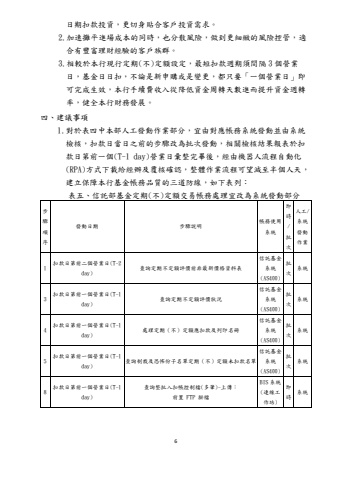 日期扣款投資，更切身貼合客戶投資需求。
2.加速攤平進場成本的同時，也分散風險，做到更細緻的風險控管，適
合有豐富理財經驗的客戶族群。
3.相較於本行現行定期(不)定額設定，最短扣款週期須間隔 3 個營業
日，基金日日扣，不論是新申購或是變更，都只要「一個營業日」即
可完成生效，本行手續費收入從降低資金周轉天數進而提升資金週轉
率，健全本行財務發展。
四、建議事項
1.對於表四中本部人工發動作業部分，宜由對應帳務系統發動並由系統
檢核，扣款日當日之前的步驟改為批次發動，相關檢核結果報表於扣
款日第前一個(T-1 day)營業日彙整完畢後，經由機器人流程自動化
(RPA)方式下載給經辦及覆核確認，整體作業流程可望減至半個人天，
建立保障本行基金帳務品質的三道防線，如下表列：
表五、信託部基金定期(不)定額交易帳務處理宜改為系統發動部分
步驟順序 發動日期 步驟說明 帳務使用系統 即時/批次 人工/系統發動作業
1 扣款日第前二個營業日(T-2 day) 查詢定期不定額評價前非最新價格資料表 信託基金系統(AS400) 批次 系統
3 扣款日第前一個營業日(T-1 day) 查詢定期不定額評價狀況 信託基金系統(AS400) 批次 系統
4 扣款日第前一個營業日(T-1 day) 處理定期（不）定額應扣款及列印名冊 信託基金系統(AS400) 批次 系統
5 扣款日第前一個營業日(T-1 day) 查詢制裁及恐怖份子名單定期（不）定額未扣款名單 信託基金系統(AS400) 批次 系統
8 扣款日第前一個營業日(T-1 day) 查詢整批入扣帳控制檔(多筆)-上傳：前置 FTP 掛檔 BTS 系統(連線工作站) 即時 系統
6